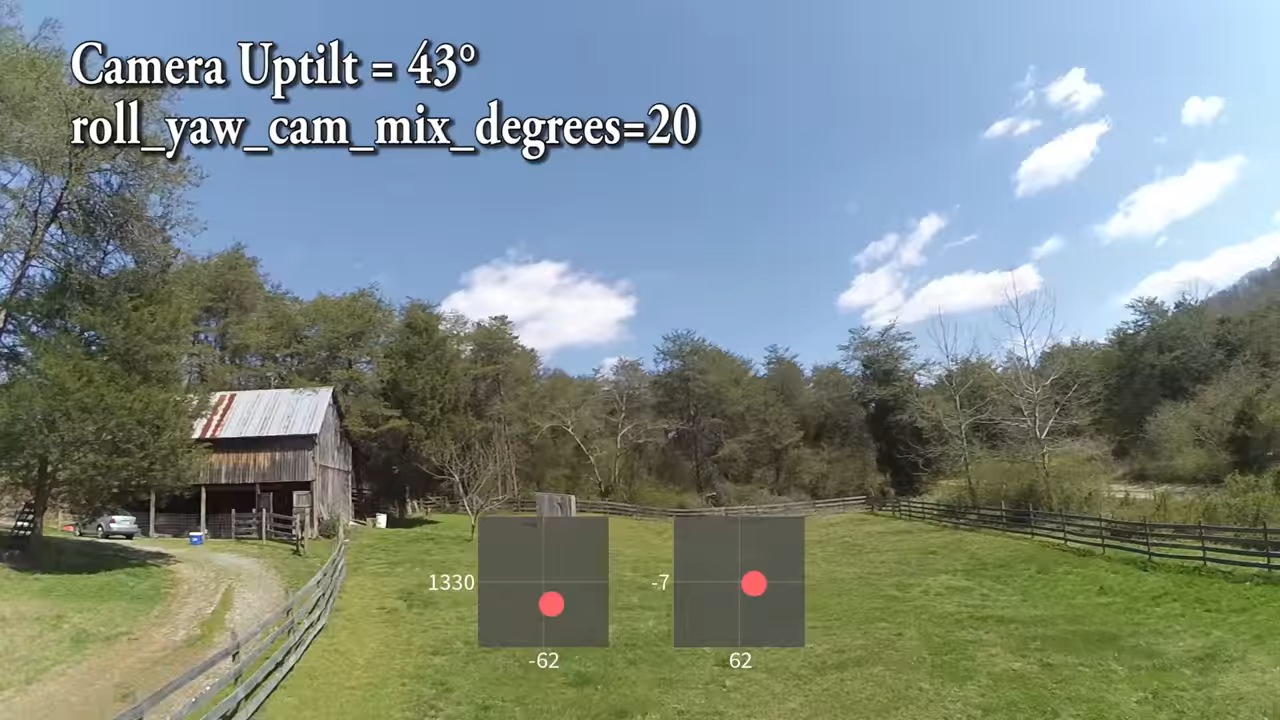 Camera Uptilt = 43°
roll_yaw_cam_mix_degrees=20
1330
-7
-62
62